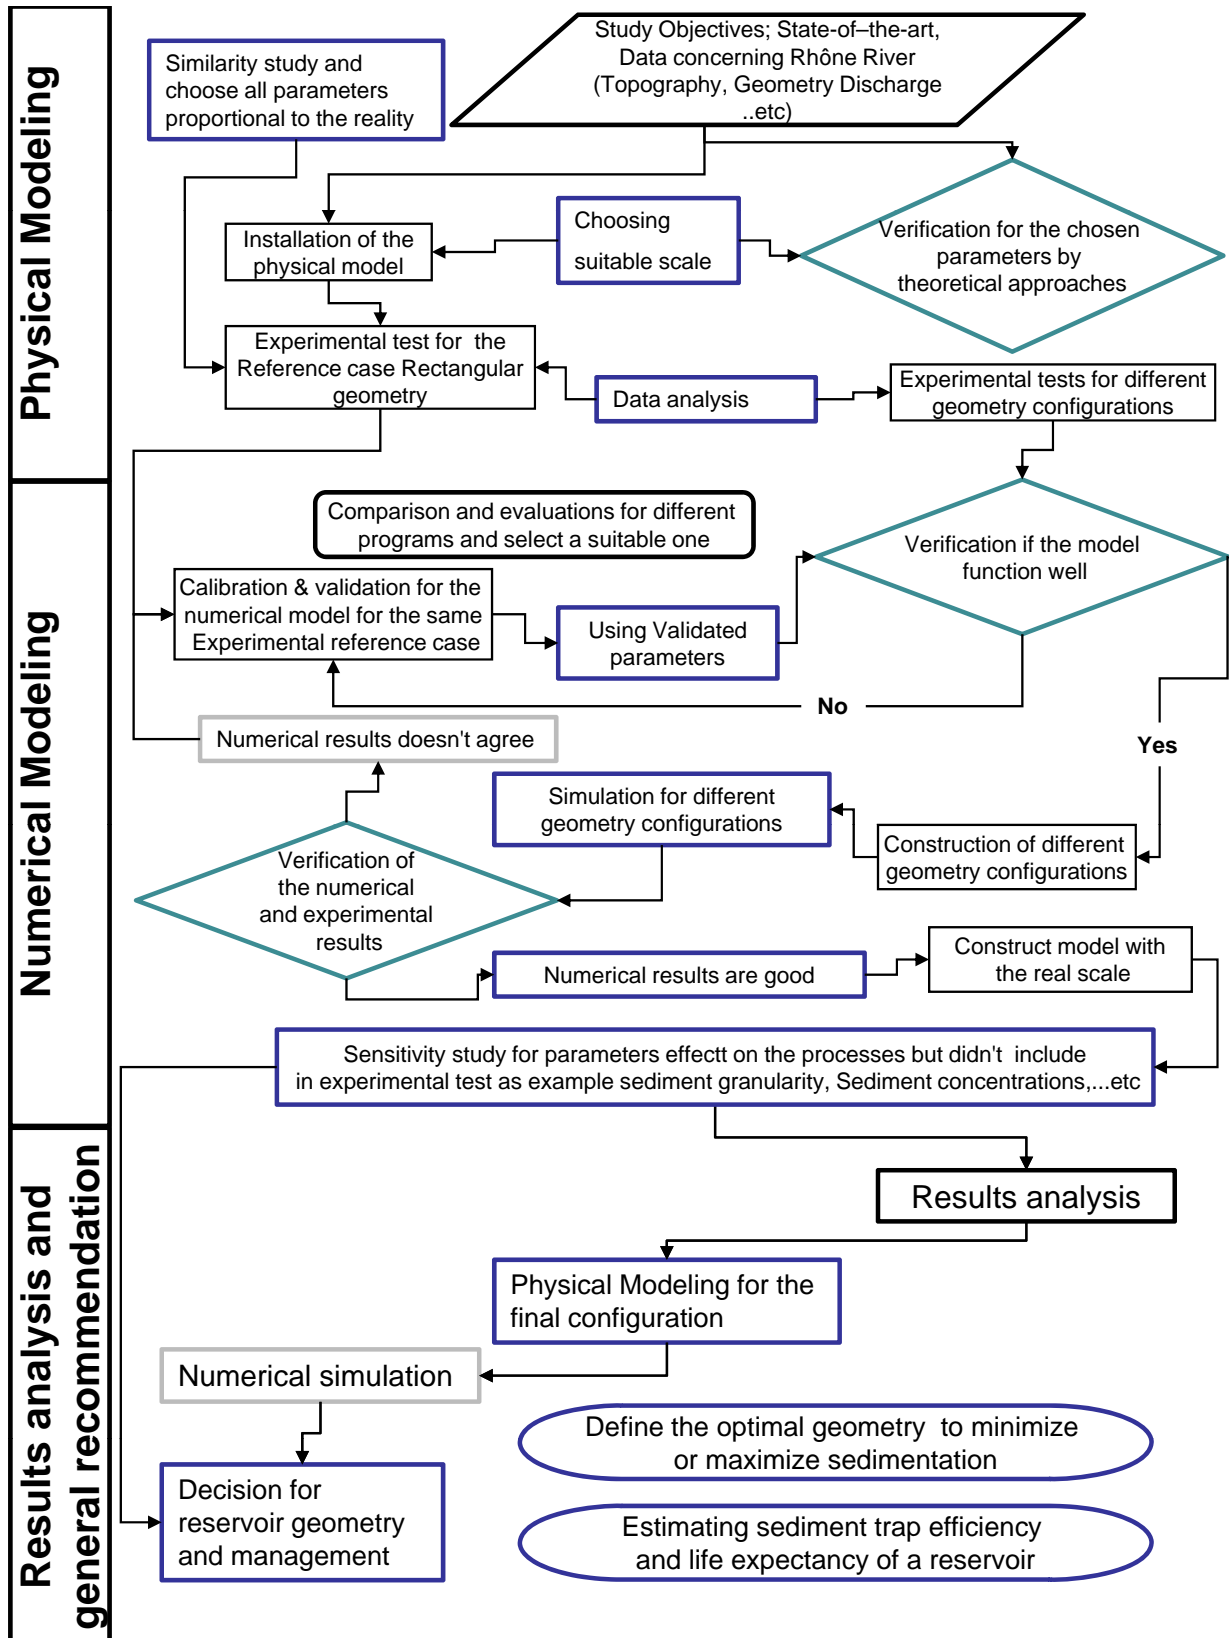 Physical Modeling
Study Objectives; State-of–the-art,
Data concerning Rhône River
(Topography, Geometry Discharge
..etc)
Similarity study and
choose all parameters
proportional to the reality
Installation of the
physical model
Choosing
suitable scale
Verification for the chosen
parameters by
theoretical approaches
Experimental test for the
Reference case Rectangular
geometry
Data analysis
Experimental tests for different
geometry configurations
Numerical Modeling
Comparison and evaluations for different
programs and select a suitable one
Verification if the model
function well
Calibration & validation for the
numerical model for the same
Experimental reference case
Using Validated
parameters
No
Yes
Numerical results doesn't agree
Simulation for different
geometry configurations
Construction of different
geometry configurations
Verification of
the numerical
and experimental
results
Numerical results are good
Construct model with
the real scale
Sensitivity study for parameters effectt on the processes but didn't include
in experimental test as example sediment granularity, Sediment concentrations,...etc
Results analysis and
general recommendation
Results analysis
Physical Modeling for the
final configuration
Numerical simulation
Define the optimal geometry to minimize
or maximize sedimentation
Decision for
reservoir geometry
and management
Estimating sediment trap efficiency
and life expectancy of a reservoir